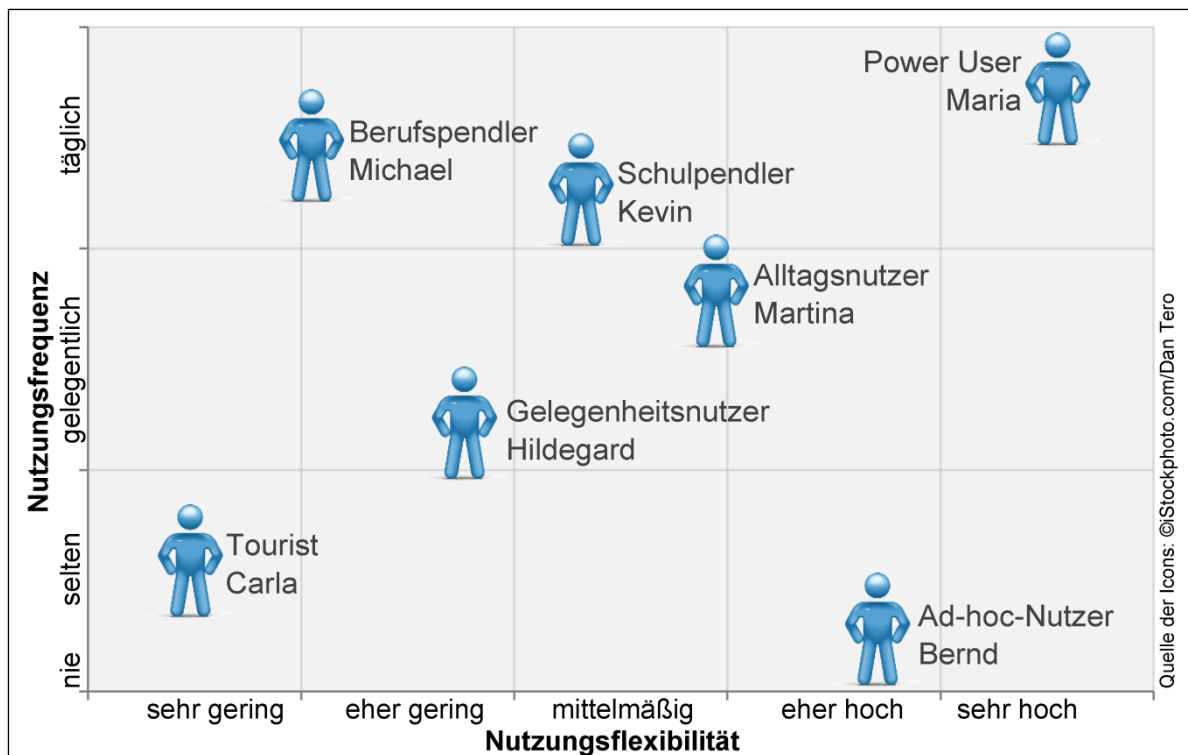 Power User
Maria
Berufspendler
Michael
Schulpendler
Kevin
Alltagsnutzer
Martina
Gelegenheitsnutzer
Hildegard
Tourist
Carla
Ad-hoc-Nutzer
Bernd
Nutzungsfrequenz
täglich
gelegentlich
selten
nie
sehr gering
eher gering
mittelmäßig
eher hoch
sehr hoch
Nutzungsflexibilität
Quelle der Icons: ©iStockphoto.com/Dan Tero